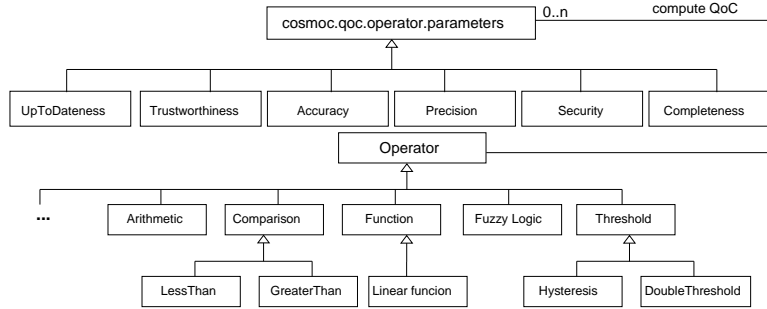 cosmoc.qoc.operator.parameters
0..n
compute QoC
UpToDateness
Trustworthiness
Accuracy
Precision
Security
Completeness
Operator
...
Arithmetic
Comparison
Function
Fuzzy Logic
Threshold
LessThan
GreaterThan
Linear funcion
Hysteresis
DoubleThreshold